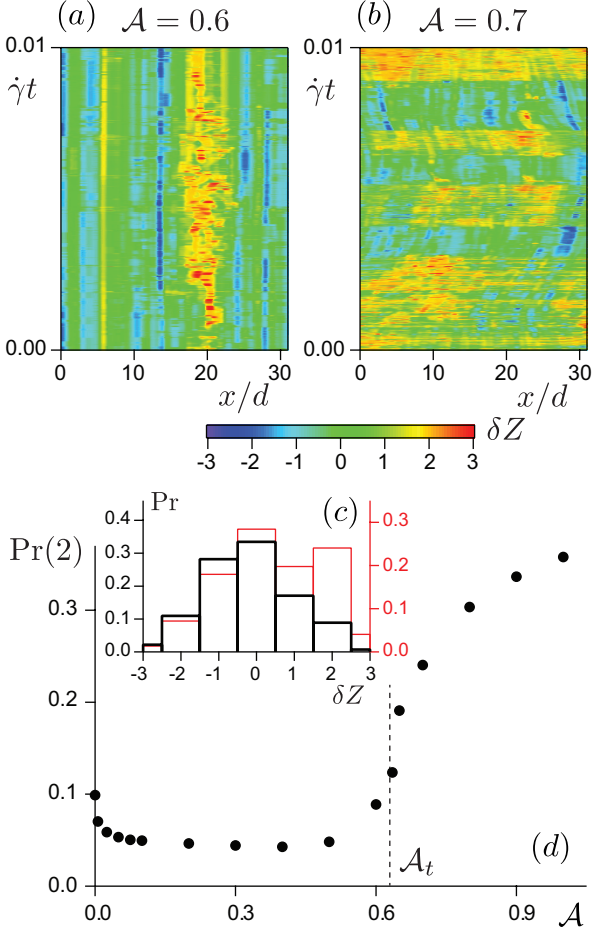 (a) 𝒜 = 0.6
(b) 𝒜 = 0.7
0.01
γ̇t
0.00
0 10 20 30
x/d
0.01
γ̇t
0.00
0 10 20 30
x/d
δZ
-3 -2 -1 0 1 2 3
Pr (c)
0.4
0.3
0.2
0.1
0.0
0.3
0.2
0.1
0.0
-3 -2 -1 0 1 2 3
δZ
Pr(2)
0.3
0.2
0.1
0.0
𝒜t
(d)
0.0 0.3 0.6 0.9
𝒜